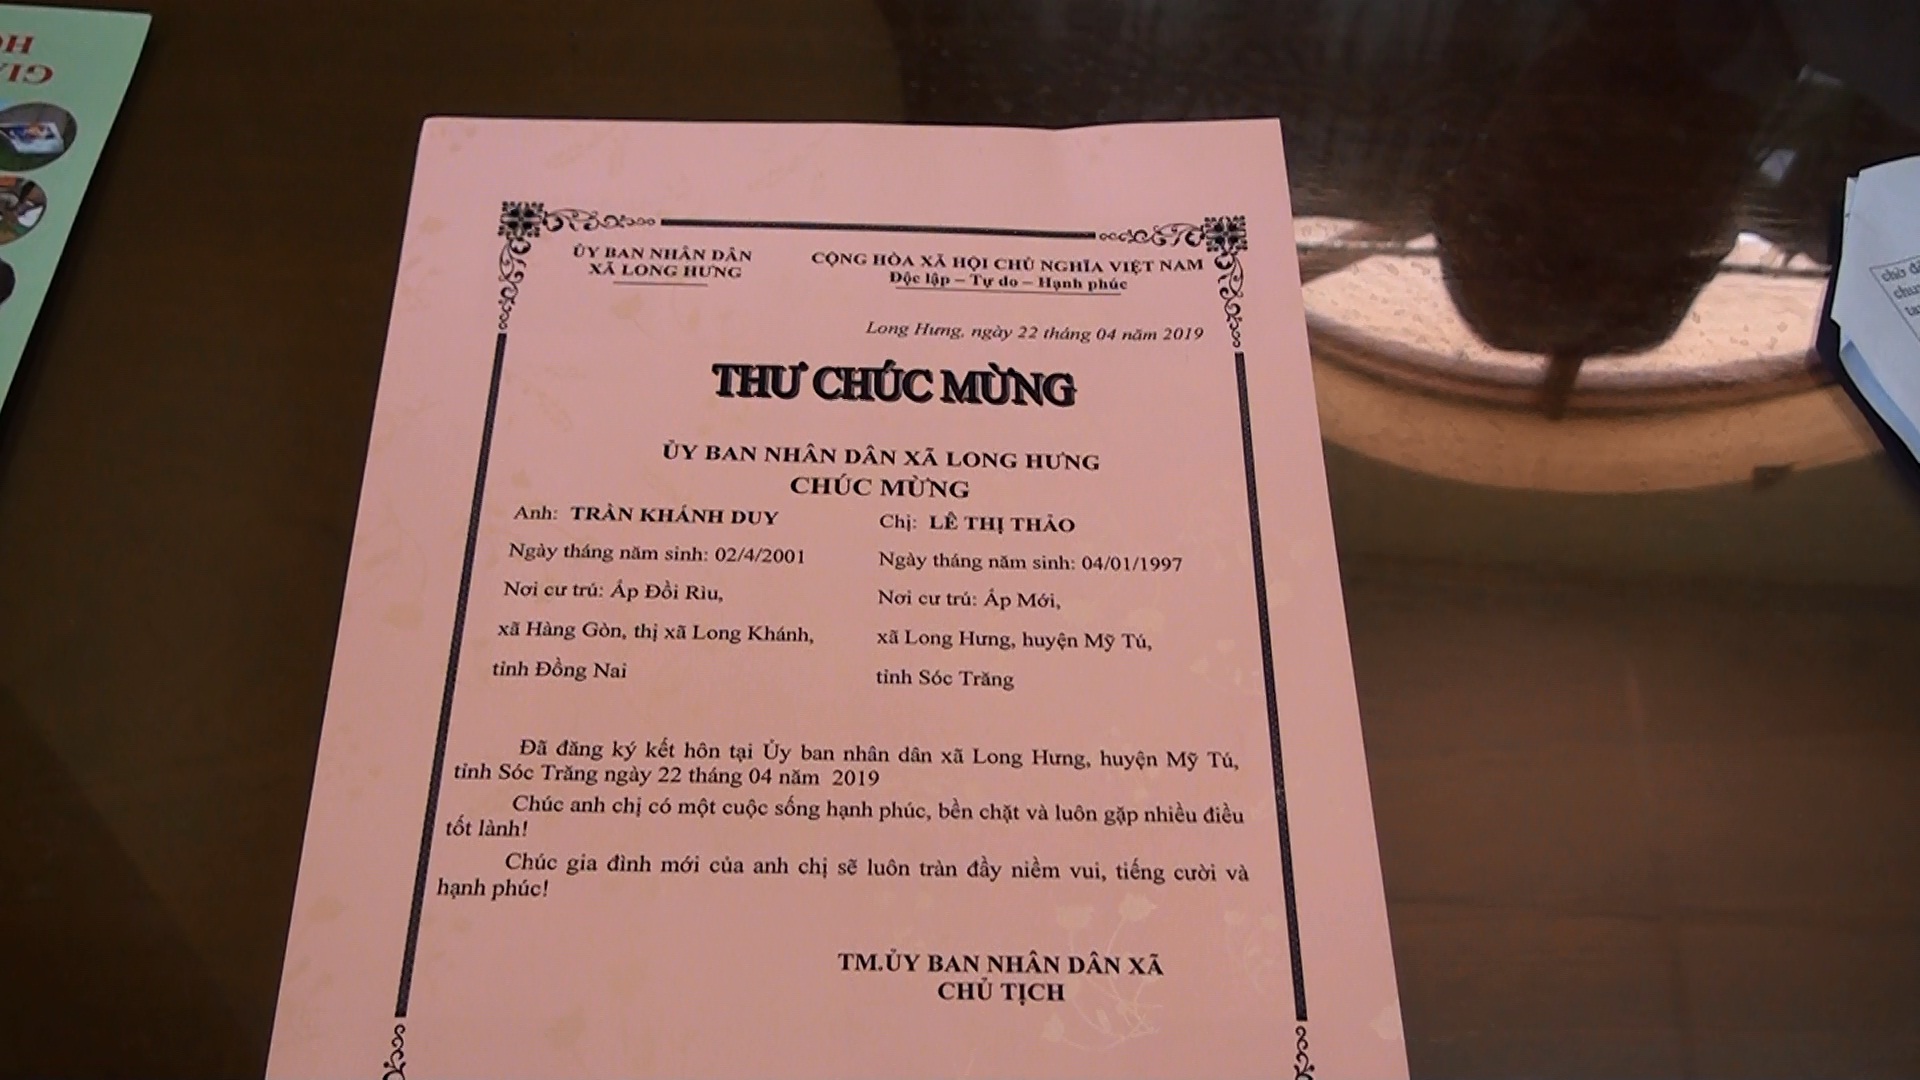 ỦY BAN NHÂN DÂN
XÃ LONG HƯNG
CỘNG HÒA XÃ HỘI CHỦ NGHĨA VIỆT NAM
Độc lập – Tự do – Hạnh phúc
Long Hưng, ngày 22 tháng 04 năm 2019
THƯ CHÚC MỪNG
ỦY BAN NHÂN DÂN XÃ LONG HƯNG
CHÚC MỪNG
Anh: TRẦN KHÁNH DUY
Ngày tháng năm sinh: 02/4/2001
Nơi cư trú: Ấp Đồi Rìu,
xã Hàng Gòn, thị xã Long Khánh,
tỉnh Đồng Nai
Chị: LÊ THỊ THẢO
Ngày tháng năm sinh: 04/01/1997
Nơi cư trú: Ấp Mới,
xã Long Hưng, huyện Mỹ Tú,
tỉnh Sóc Trăng
Đã đăng ký kết hôn tại Ủy ban nhân dân xã Long Hưng, huyện Mỹ Tú,
tỉnh Sóc Trăng ngày 22 tháng 04 năm 2019
Chúc anh chị có một cuộc sống hạnh phúc, bền chặt và luôn gặp nhiều điều
tốt lành!
Chúc gia đình mới của anh chị sẽ luôn tràn đầy niềm vui, tiếng cười và
hạnh phúc!
TM.ỦY BAN NHÂN DÂN XÃ
CHỦ TỊCH